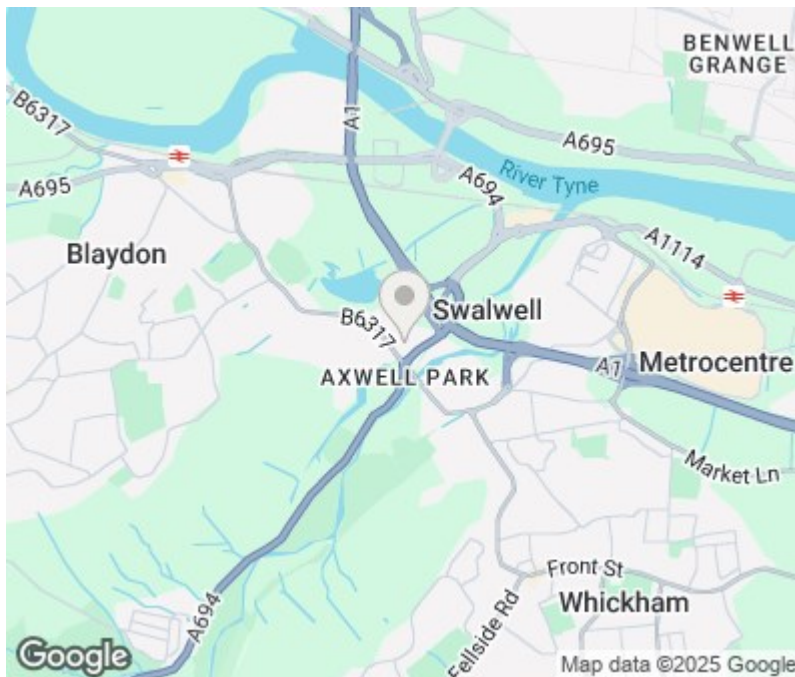 BENWELL
GRANGE
B6317
A1
A695
A695
River Tyne
A694
A1114
Blaydon
Swalwell
B6317
AXWELL PARK
A1
Metrocentre
Market Ln
Front St
Whickham
Fellside Rd
A694
Google
Map data ©2025 Google